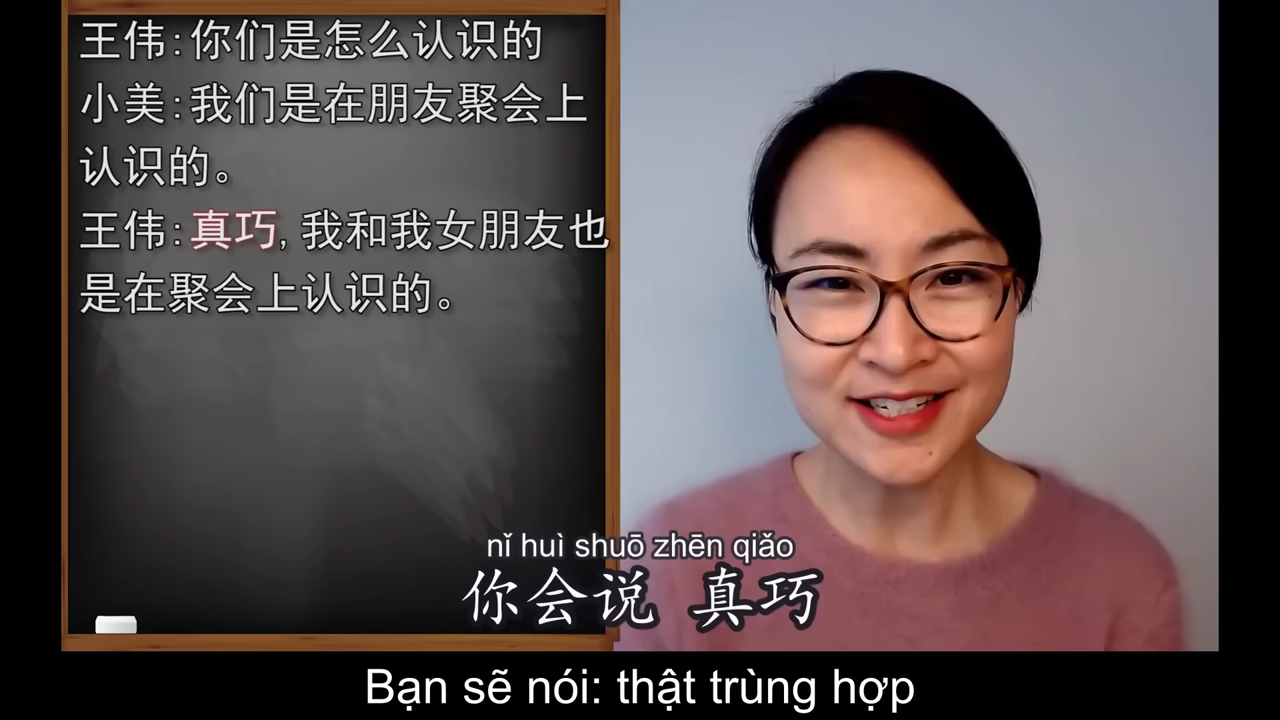 王伟:你们是怎么认识的
小美:我们是在朋友聚会上
认识的。
王伟:真巧,我和我女朋友也
是在聚会上认识的。
nǐ huì shuō zhēn qiǎo
你会说 真巧
Bạn sẽ nói: thật trùng hợp